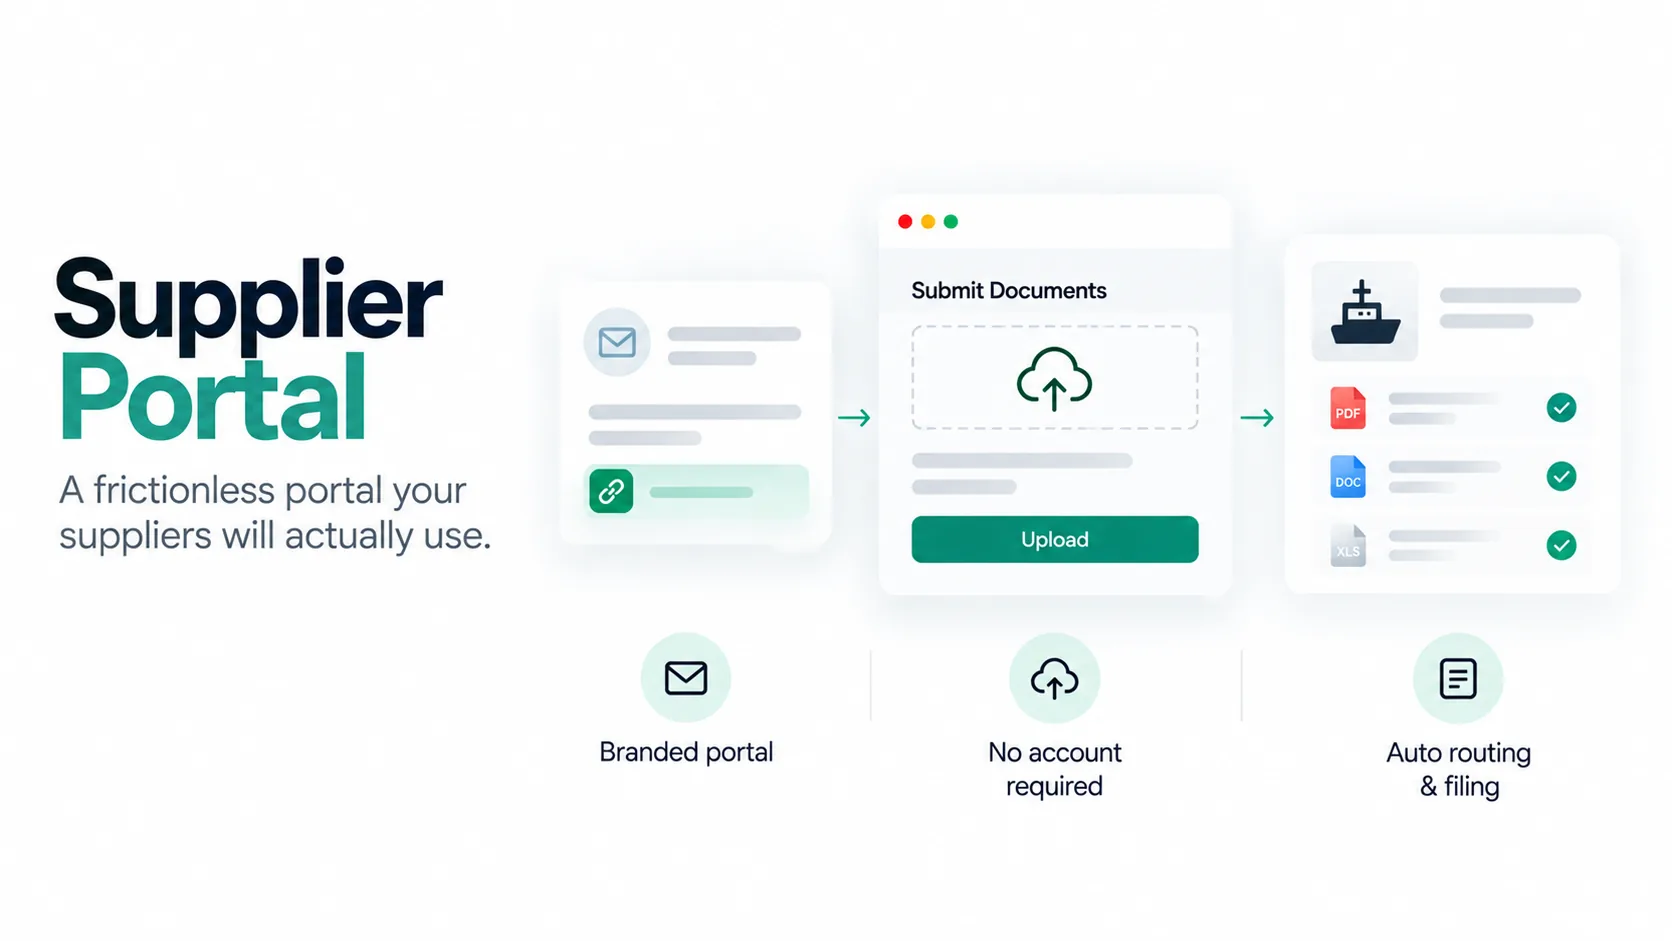 Supplier
Portal
A frictionless portal your
suppliers will actually use.
Submit Documents
Upload
PDF
DOC
XLS
Branded portal
No account
required
Auto routing
& filing